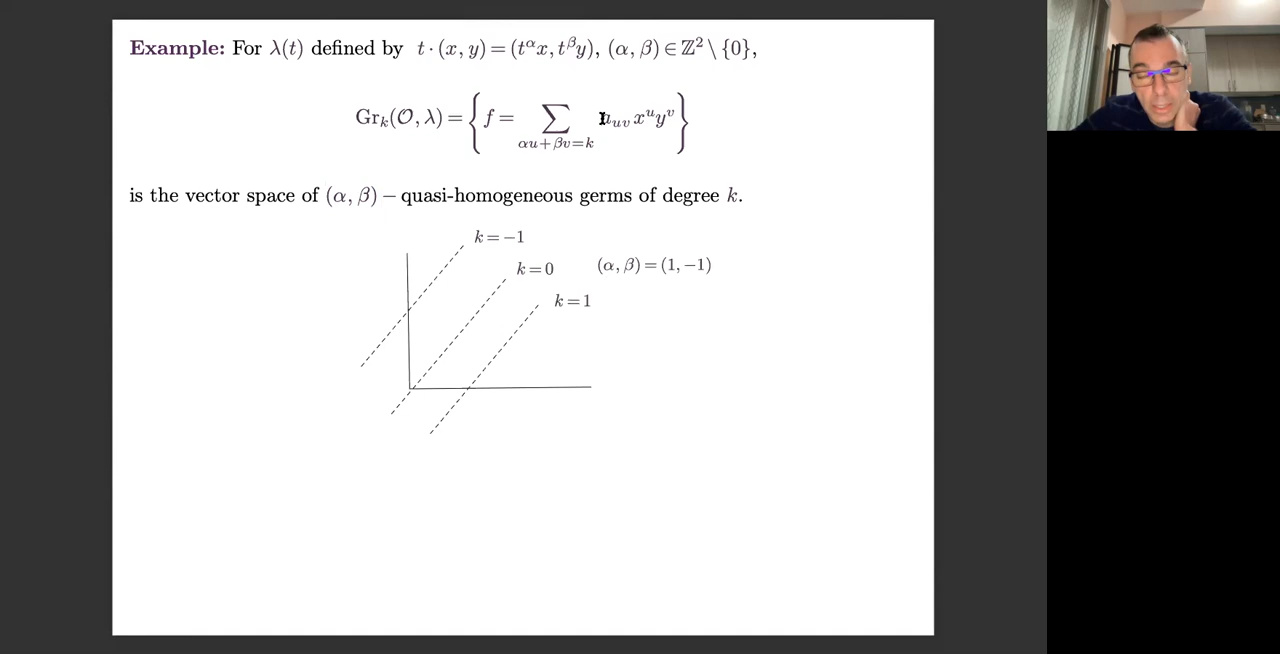 Example: For λ(t) defined by t · (x, y) = (t^α x, t^β y), (α, β) ∈ ℤ² \ {0},
Gr_k(𝒪, λ) = { f = ∑_{αu+βv=k} a_{uv} x^u y^v }
is the vector space of (α, β) – quasi-homogeneous germs of degree k.
k = −1
k = 0 (α, β) = (1, −1)
k = 1